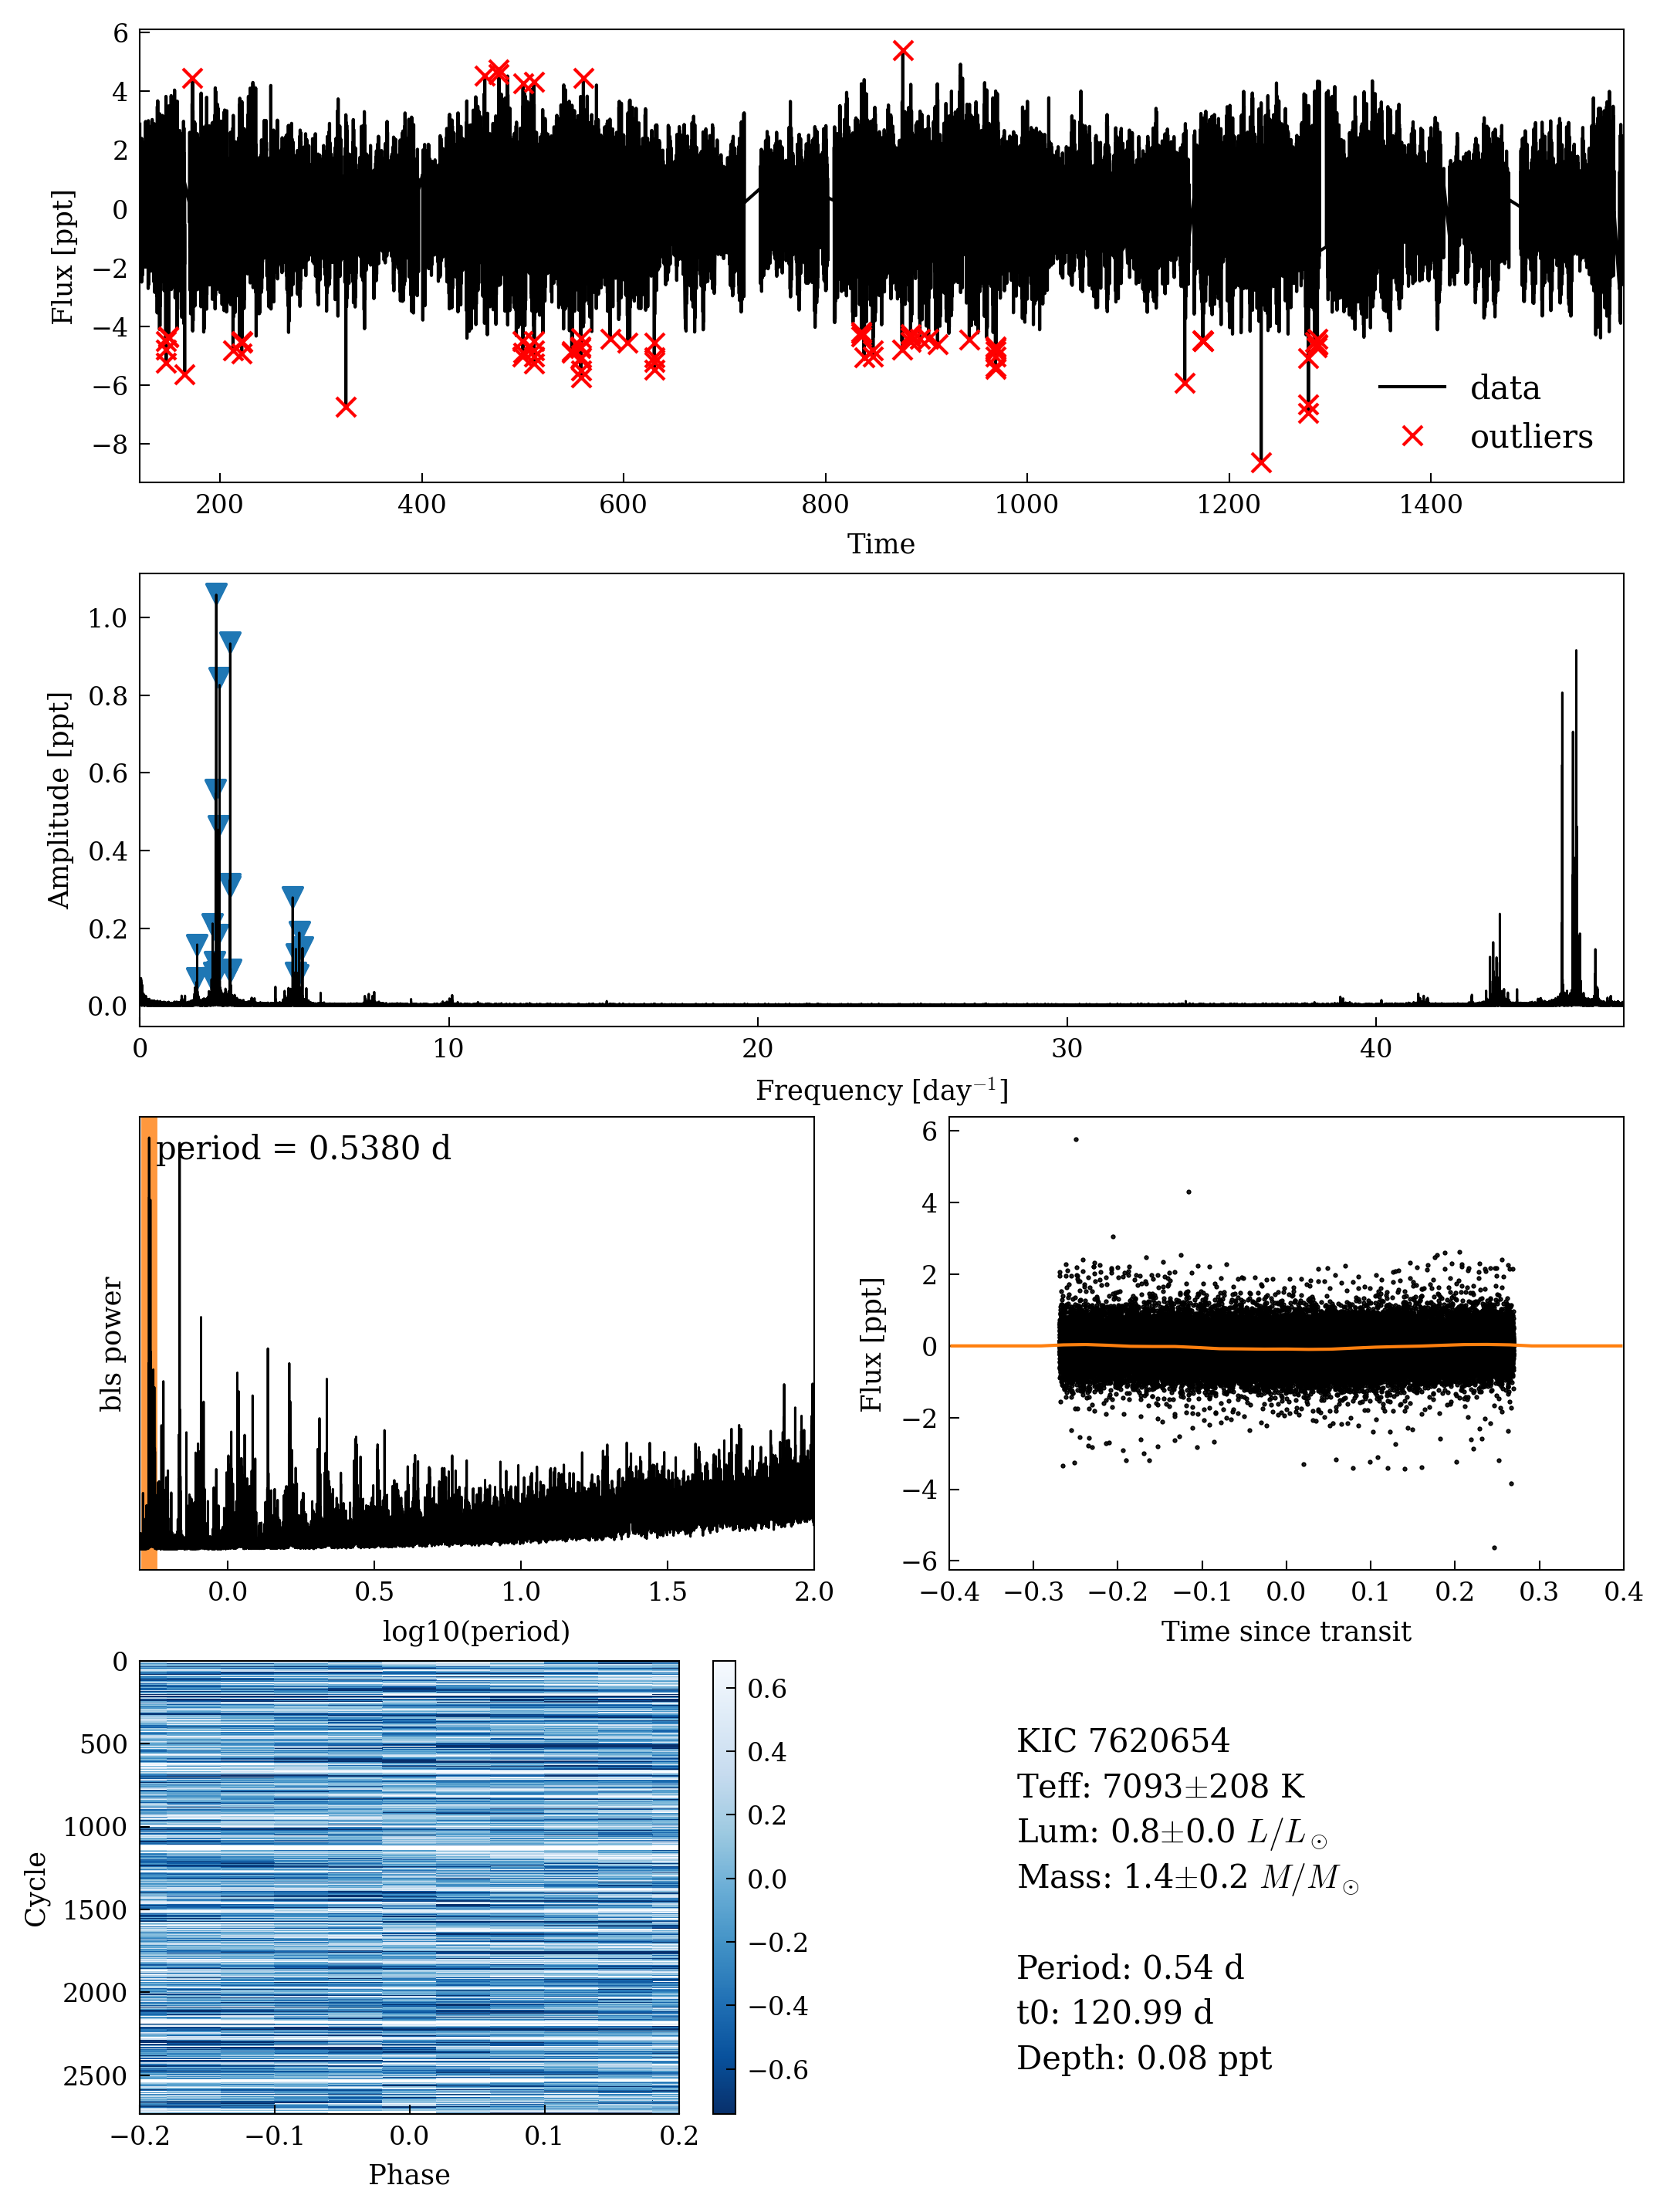 6
4
2
0
−2
−4
−6
−8
Flux [ppt]
data
outliers
200 400 600 800 1000 1200 1400
Time
1.0
0.8
0.6
0.4
0.2
0.0
Amplitude [ppt]
0 10 20 30 40
Frequency [day⁻¹]
period = 0.5380 d
bls power
0.0 0.5 1.0 1.5 2.0
log10(period)
6
4
2
0
−2
−4
−6
Flux [ppt]
−0.4 −0.3 −0.2 −0.1 0.0 0.1 0.2 0.3 0.4
Time since transit
0
500
1000
1500
2000
2500
Cycle
−0.2 −0.1 0.0 0.1 0.2
Phase
0.6
0.4
0.2
0.0
−0.2
−0.4
−0.6
KIC 7620654
Teff: 7093±208 K
Lum: 0.8±0.0 L/L⊙
Mass: 1.4±0.2 M/M⊙
Period: 0.54 d
t0: 120.99 d
Depth: 0.08 ppt